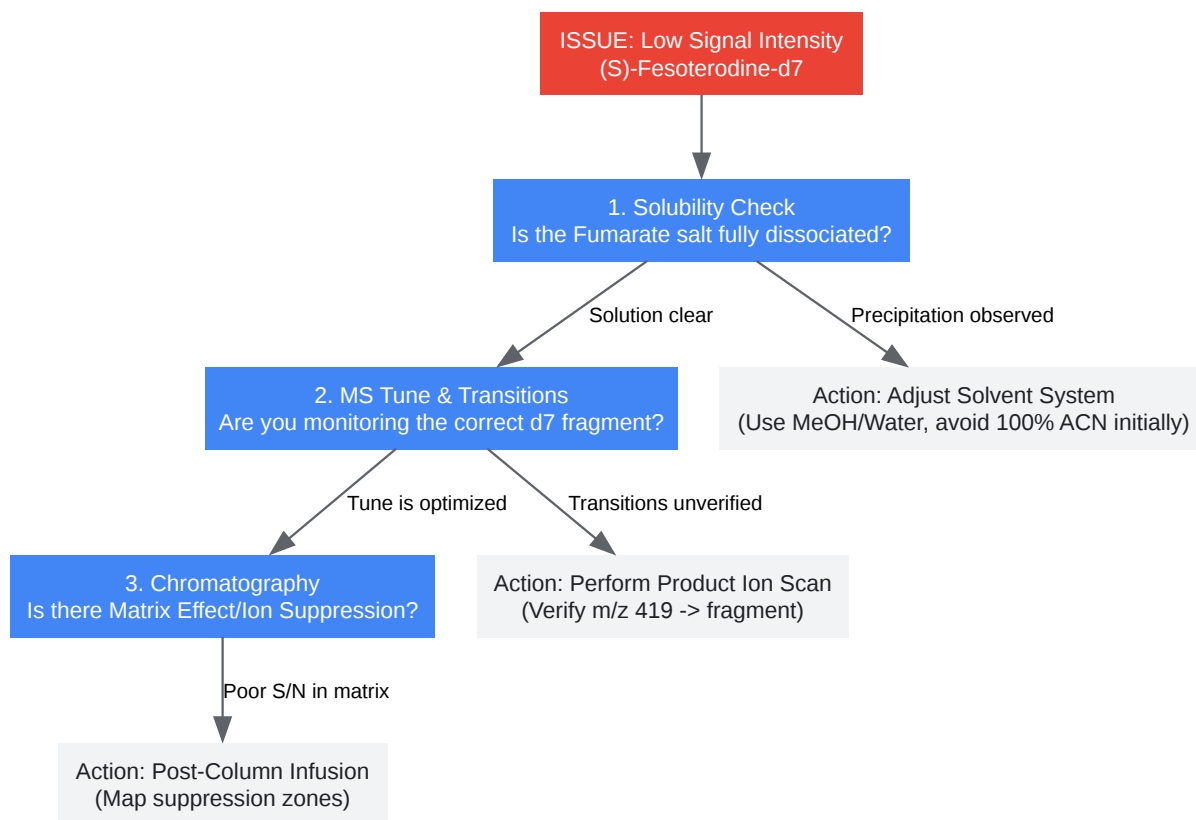 ISSUE: Low Signal Intensity
(S)-Fesoterodine-d7
1. Solubility Check
Is the Fumarate salt fully dissociated?
Solution clear
Precipitation observed
2. MS Tune & Transitions
Are you monitoring the correct d7 fragment?
Action: Adjust Solvent System
(Use MeOH/Water, avoid 100% ACN initially)
Tune is optimized
Transitions unverified
3. Chromatography
Is there Matrix Effect/Ion Suppression?
Action: Perform Product Ion Scan
(Verify m/z 419 -> fragment)
Poor S/N in matrix
Action: Post-Column Infusion
(Map suppression zones)